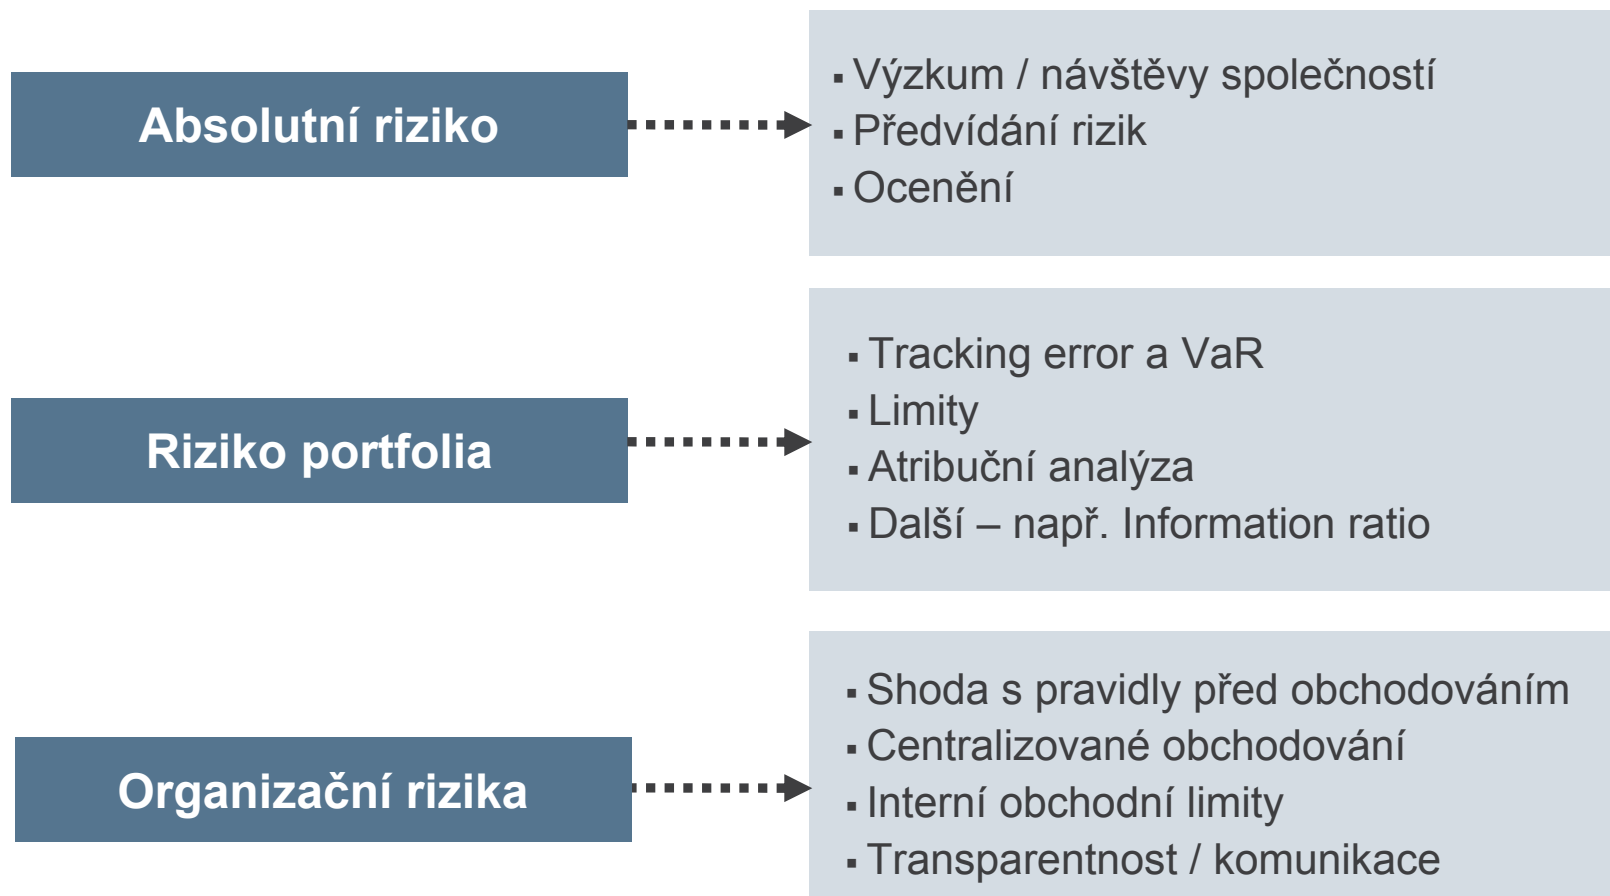 Absolutní riziko
▪ Výzkum / návštěvy společností
▪ Předvídání rizik
▪ Ocenění
Riziko portfolia
▪ Tracking error a VaR
▪ Limity
▪ Atribuční analýza
▪ Další – např. Information ratio
Organizační rizika
▪ Shoda s pravidly před obchodováním
▪ Centralizované obchodování
▪ Interní obchodní limity
▪ Transparentnost / komunikace